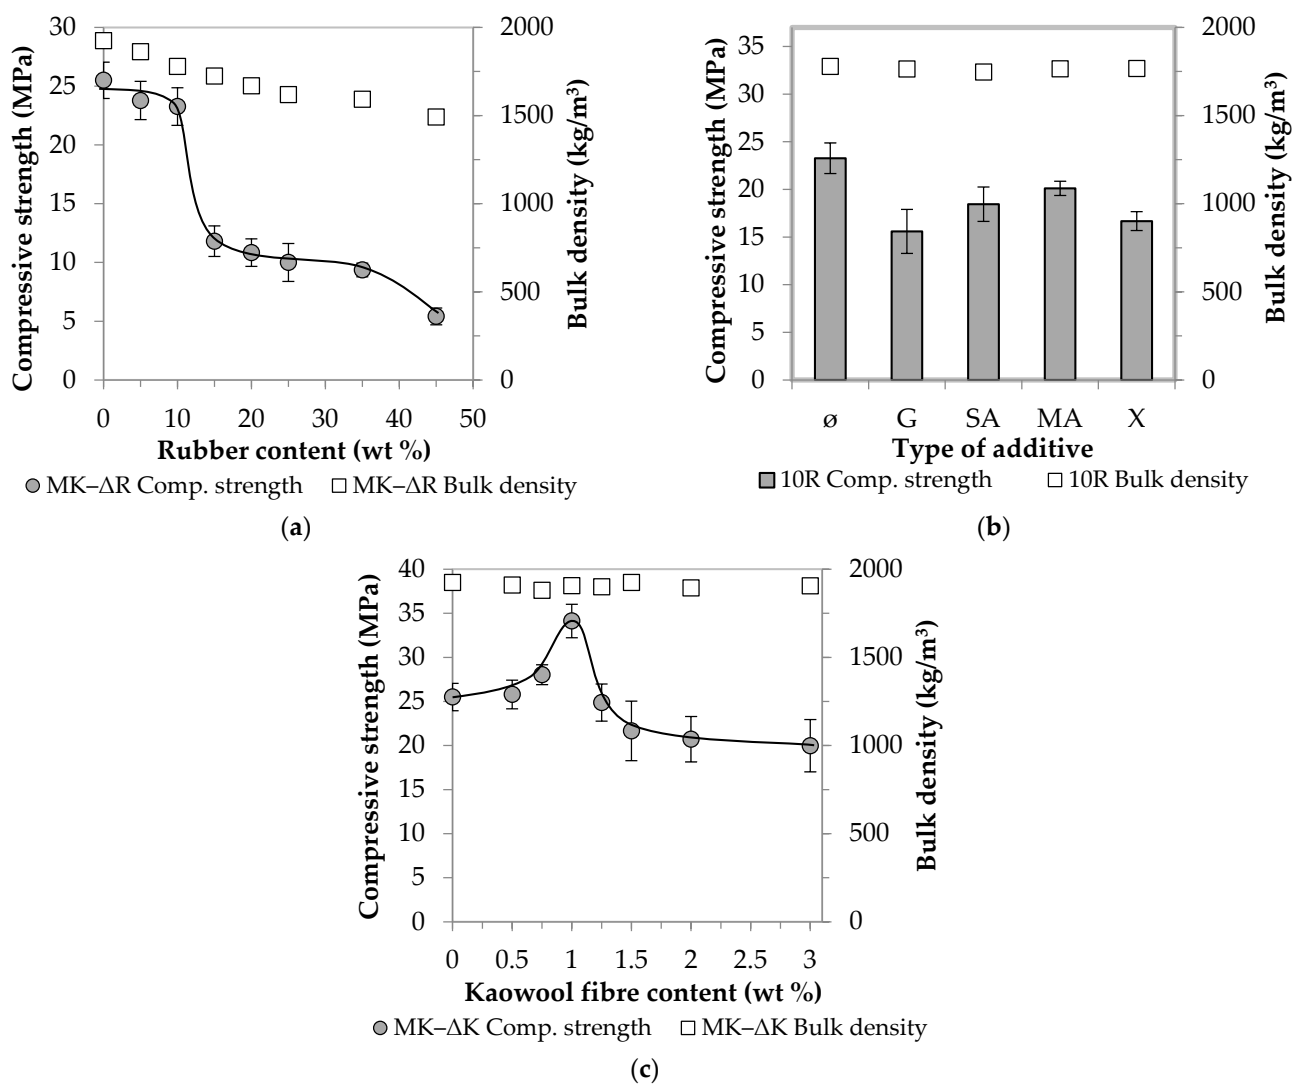 30
25
20
15
10
5
0
Compressive strength (MPa)
2000
1500
1000
500
0
Bulk density (kg/m³)
0 10 20 30 40 50
Rubber content (wt %)
MK–ΔR Comp. strength MK–ΔR Bulk density
(a)
35
30
25
20
15
10
5
0
Compressive strength (MPa)
2000
1500
1000
500
0
Bulk density (kg/m³)
ø G SA MA X
Type of additive
10R Comp. strength 10R Bulk density
(b)
40
35
30
25
20
15
10
5
0
Compressive strength (MPa)
2000
1500
1000
500
0
Bulk density (kg/m³)
0 0.5 1 1.5 2 2.5 3
Kaowool fibre content (wt %)
MK–ΔK Comp. strength MK–ΔK Bulk density
(c)